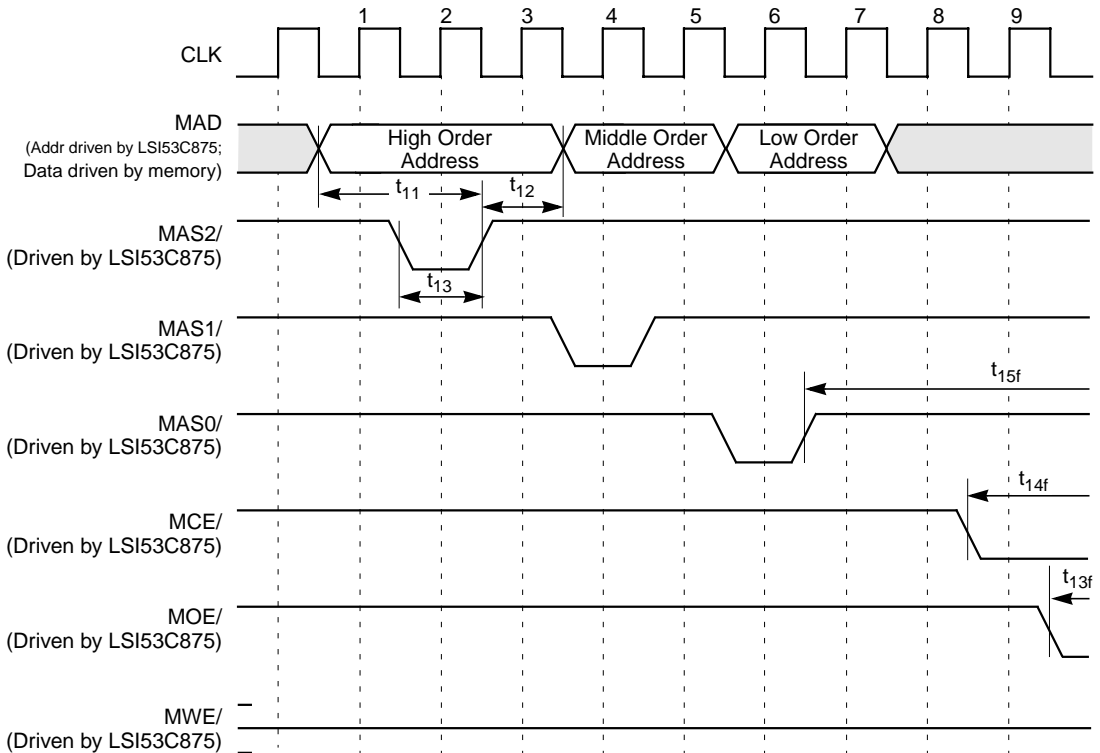 1 2 3 4 5 6 7 8 9
CLK
MAD
(Addr driven by LSI53C875;
Data driven by memory)
High Order
Address
Middle Order
Address
Low Order
Address
t11
t12
MAS2/
(Driven by LSI53C875)
t13
MAS1/
(Driven by LSI53C875)
t15f
MAS0/
(Driven by LSI53C875)
t14f
MCE/
(Driven by LSI53C875)
t13f
MOE/
(Driven by LSI53C875)
MWE/
(Driven by LSI53C875)